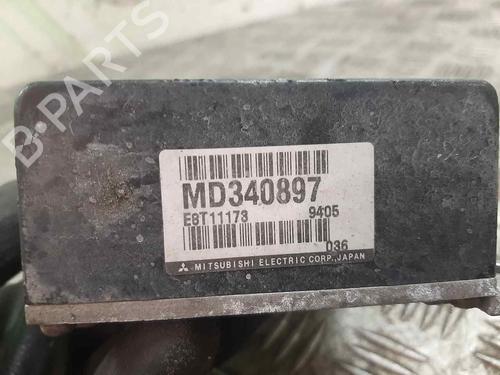 MD340897
E8T11173 9405
036
MITSUBISHI ELECTRIC CORP., JAPAN
B-Parts